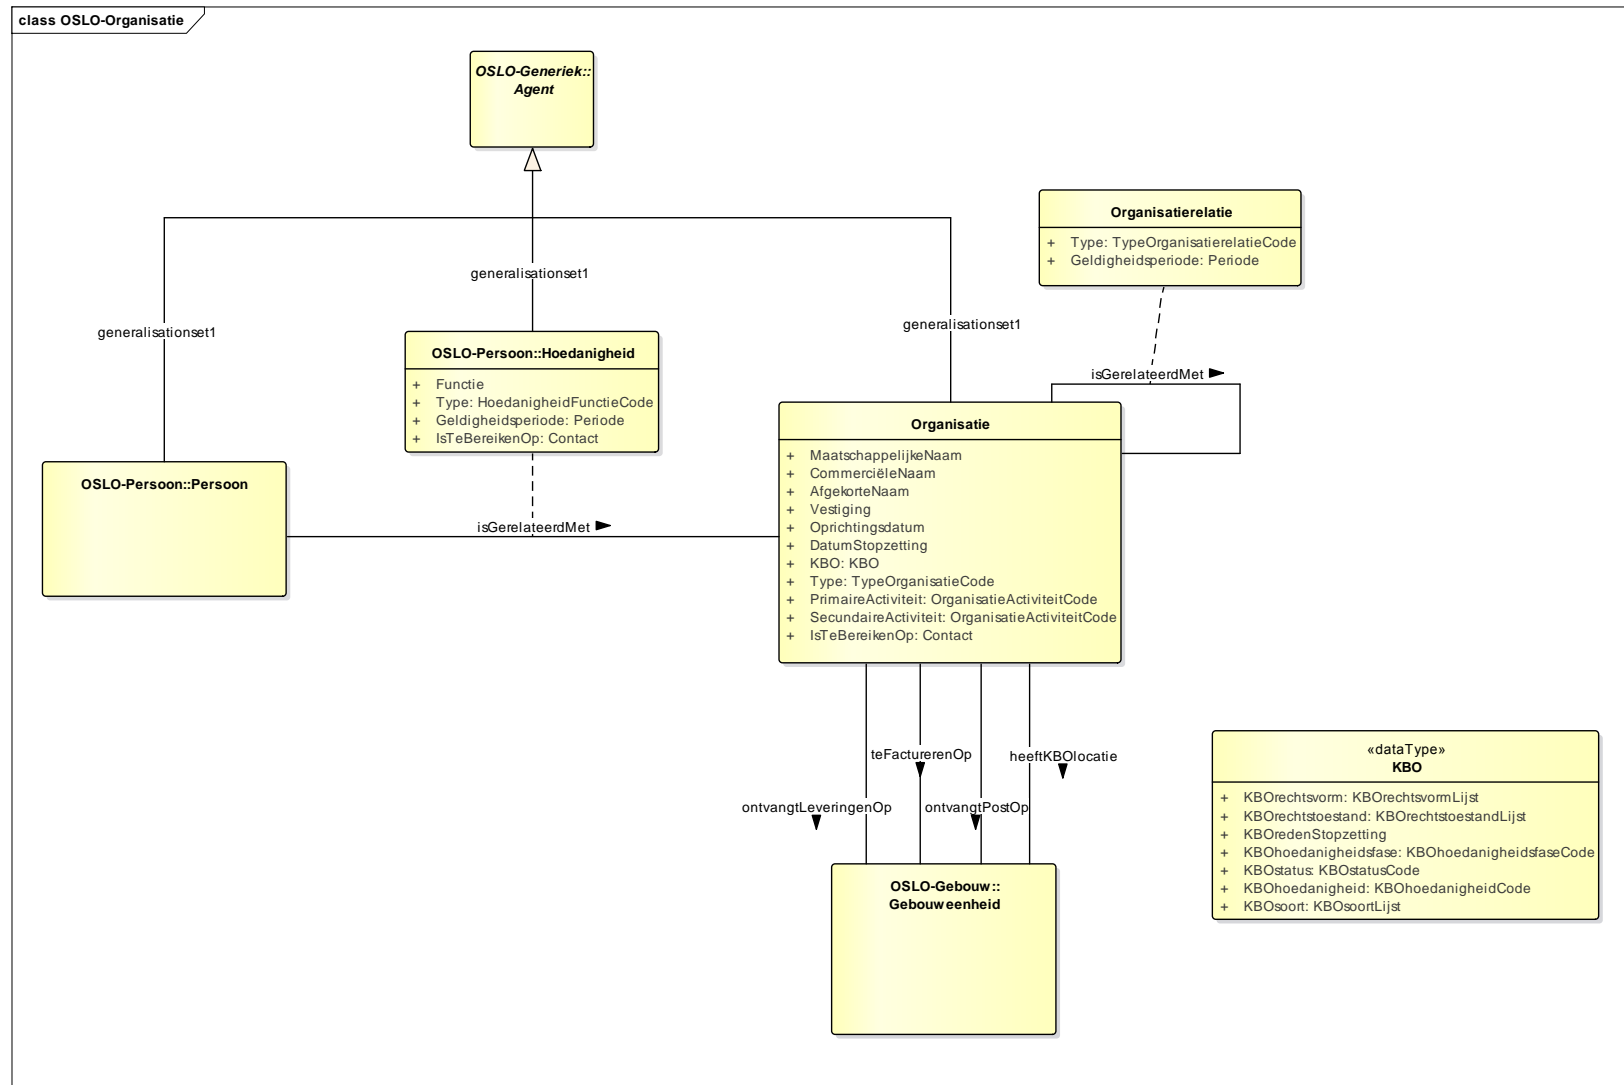 class OSLO-Organisatie
OSLO-Generiek::
Agent
generalisationset1
generalisationset1
generalisationset1
Organisatierelatie
+ Type: TypeOrganisatierelatieCode
+ Geldigheidsperiode: Periode
OSLO-Persoon::Hoedanigheid
+ Functie
+ Type: HoedanigheidFunctieCode
+ Geldigheidsperiode: Periode
+ IsTeBereikenOp: Contact
isGerelateerdMet
OSLO-Persoon::Persoon
isGerelateerdMet
Organisatie
+ MaatschappelijkeNaam
+ CommerciëleNaam
+ AfgekorteNaam
+ Vestiging
+ Oprichtingsdatum
+ DatumStopzetting
+ KBO: KBO
+ Type: TypeOrganisatieCode
+ PrimaireActiviteit: OrganisatieActiviteitCode
+ SecundaireActiviteit: OrganisatieActiviteitCode
+ IsTeBereikenOp: Contact
teFacturerenOp
heeftKBOlocatie
ontvangtLeveringenOp
ontvangtPostOp
OSLO-Gebouw::
Gebouweenheid
«dataType»
KBO
+ KBOrechtsvorm: KBOrechtsvormLijst
+ KBOrechtstoestand: KBOrechtstoestandLijst
+ KBOredenStopzetting
+ KBOhoedanigheidsfase: KBOhoedanigheidsfaseCode
+ KBOstatus: KBOstatusCode
+ KBOhoedanigheid: KBOhoedanigheidCode
+ KBOsoort: KBOsoortLijst